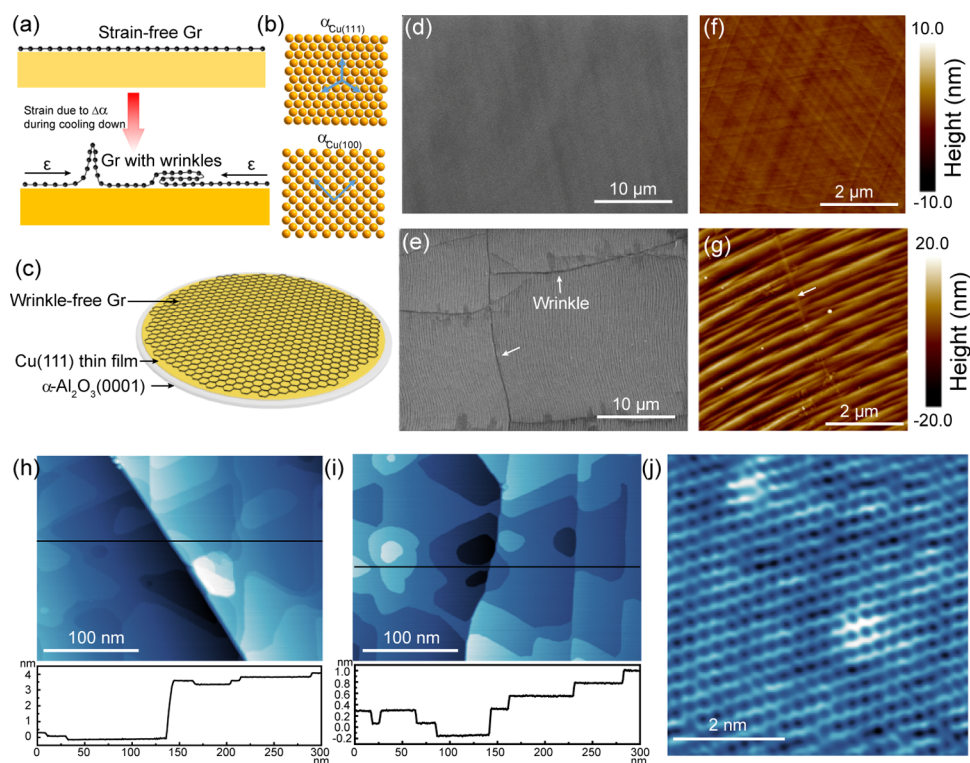 (a)
Strain-free Gr
Strain due to Δα
during cooling down
Gr with wrinkles
ε
ε
(b)
αCu(111)
αCu(100)
(c)
Wrinkle-free Gr
Cu(111) thin film
α-Al2O3(0001)
(d)
10 µm
(e)
Wrinkle
10 µm
(f)
2 µm
10.0
Height (nm)
-10.0
(g)
2 µm
20.0
Height (nm)
-20.0
(h)
100 nm
nm
4
3
2
1
0
0 50 100 150 200 250 300
nm
(i)
100 nm
nm
1.0
0.8
0.6
0.4
0.2
0.0
-0.2
0 50 100 150 200 250 300
nm
(j)
2 nm